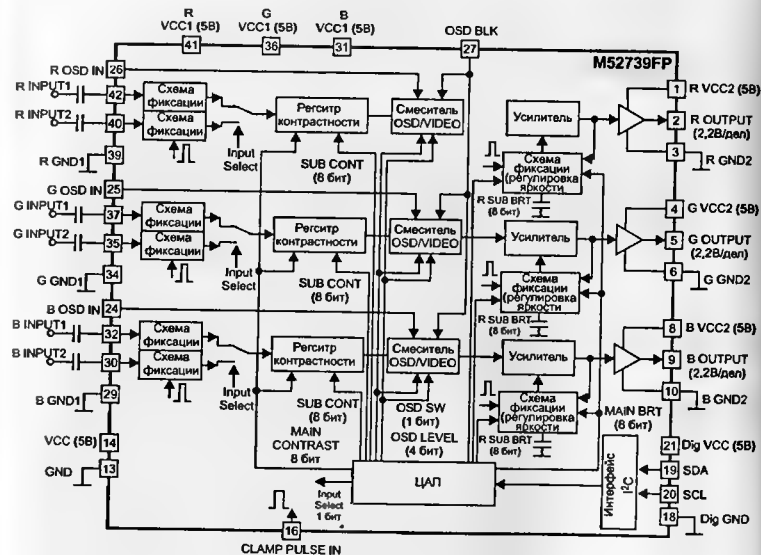 R
VCC1 (5В)
41
G
VCC1 (5В)
36
B
VCC1 (5В)
31
OSD BLK
27
M52739FP
R OSD IN
26
R INPUT1
42
R INPUT2
40
R GND1
39
Схема
фиксации
Схема
фиксации
Input
Select
Регситр
контрастности
SUB CONT
(8 бит)
Смеситель
OSD/VIDEO
Усилитель
Схема
фиксации
(регулировка
яркости
R SUB BRT
(8 бит)
1
R VCC2 (5В)
2
R OUTPUT
(2,2В/дел)
3
R GND2
G OSD IN
25
G INPUT1
37
G INPUT2
35
G GND1
34
Схема
фиксации
Схема
фиксации
Input
Select
Регситр
контрастности
SUB CONT
(8 бит)
Смеситель
OSD/VIDEO
Усилитель
Схема
фиксации
(регулировка
яркости
R SUB BRT
(8 бит)
4
G VCC2 (5В)
5
G OUTPUT
(2,2В/дел)
6
G GND2
B OSD IN
24
B INPUT1
32
B INPUT2
30
B GND1
29
Схема
фиксации
Схема
фиксации
Input
Select
Регситр
контрастности
SUB CONT
(8 бит)
Смеситель
OSD/VIDEO
Усилитель
Схема
фиксации
(регулировка
яркости
R SUB BRT
(8 бит)
8
B VCC2 (5В)
9
B OUTPUT
(2,2В/дел)
10
B GND2
VCC (5В)
14
GND
13
MAIN
CONTRAST
8 бит
OSD SW
(1 бит)
OSD LEVEL
(4 бит)
MAIN BRT
(8 бит)
21
Dig VCC (5В)
19
SDA
20
SCL
18
Dig GND
Интерфейс
I²C
ЦАП
Input
Select
1 бит
16
CLAMP PULSE IN